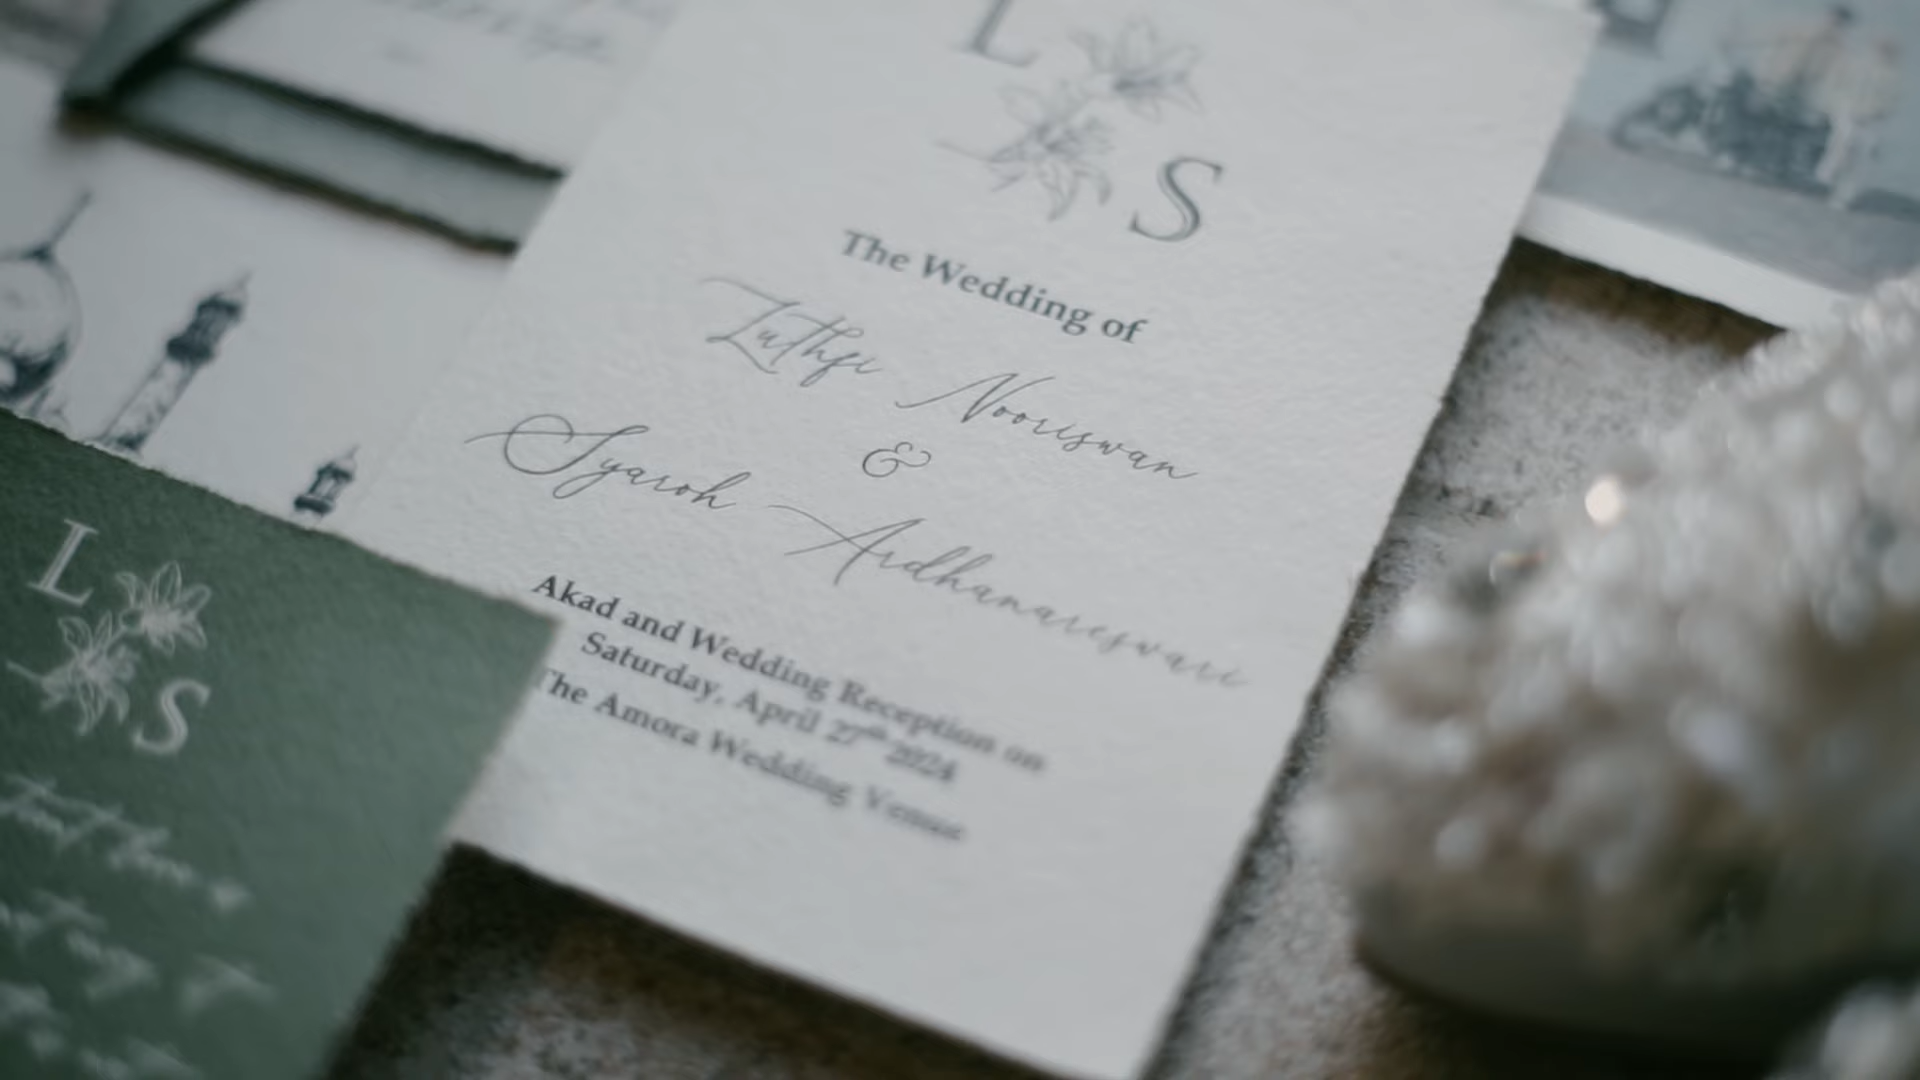 L
S
The Wedding of
Luthfi Nooriswan
&
Syaroh Ardhanareswari
Akad and Wedding Reception on
Saturday, April 27th 2024
The Amora Wedding Venue
L
S